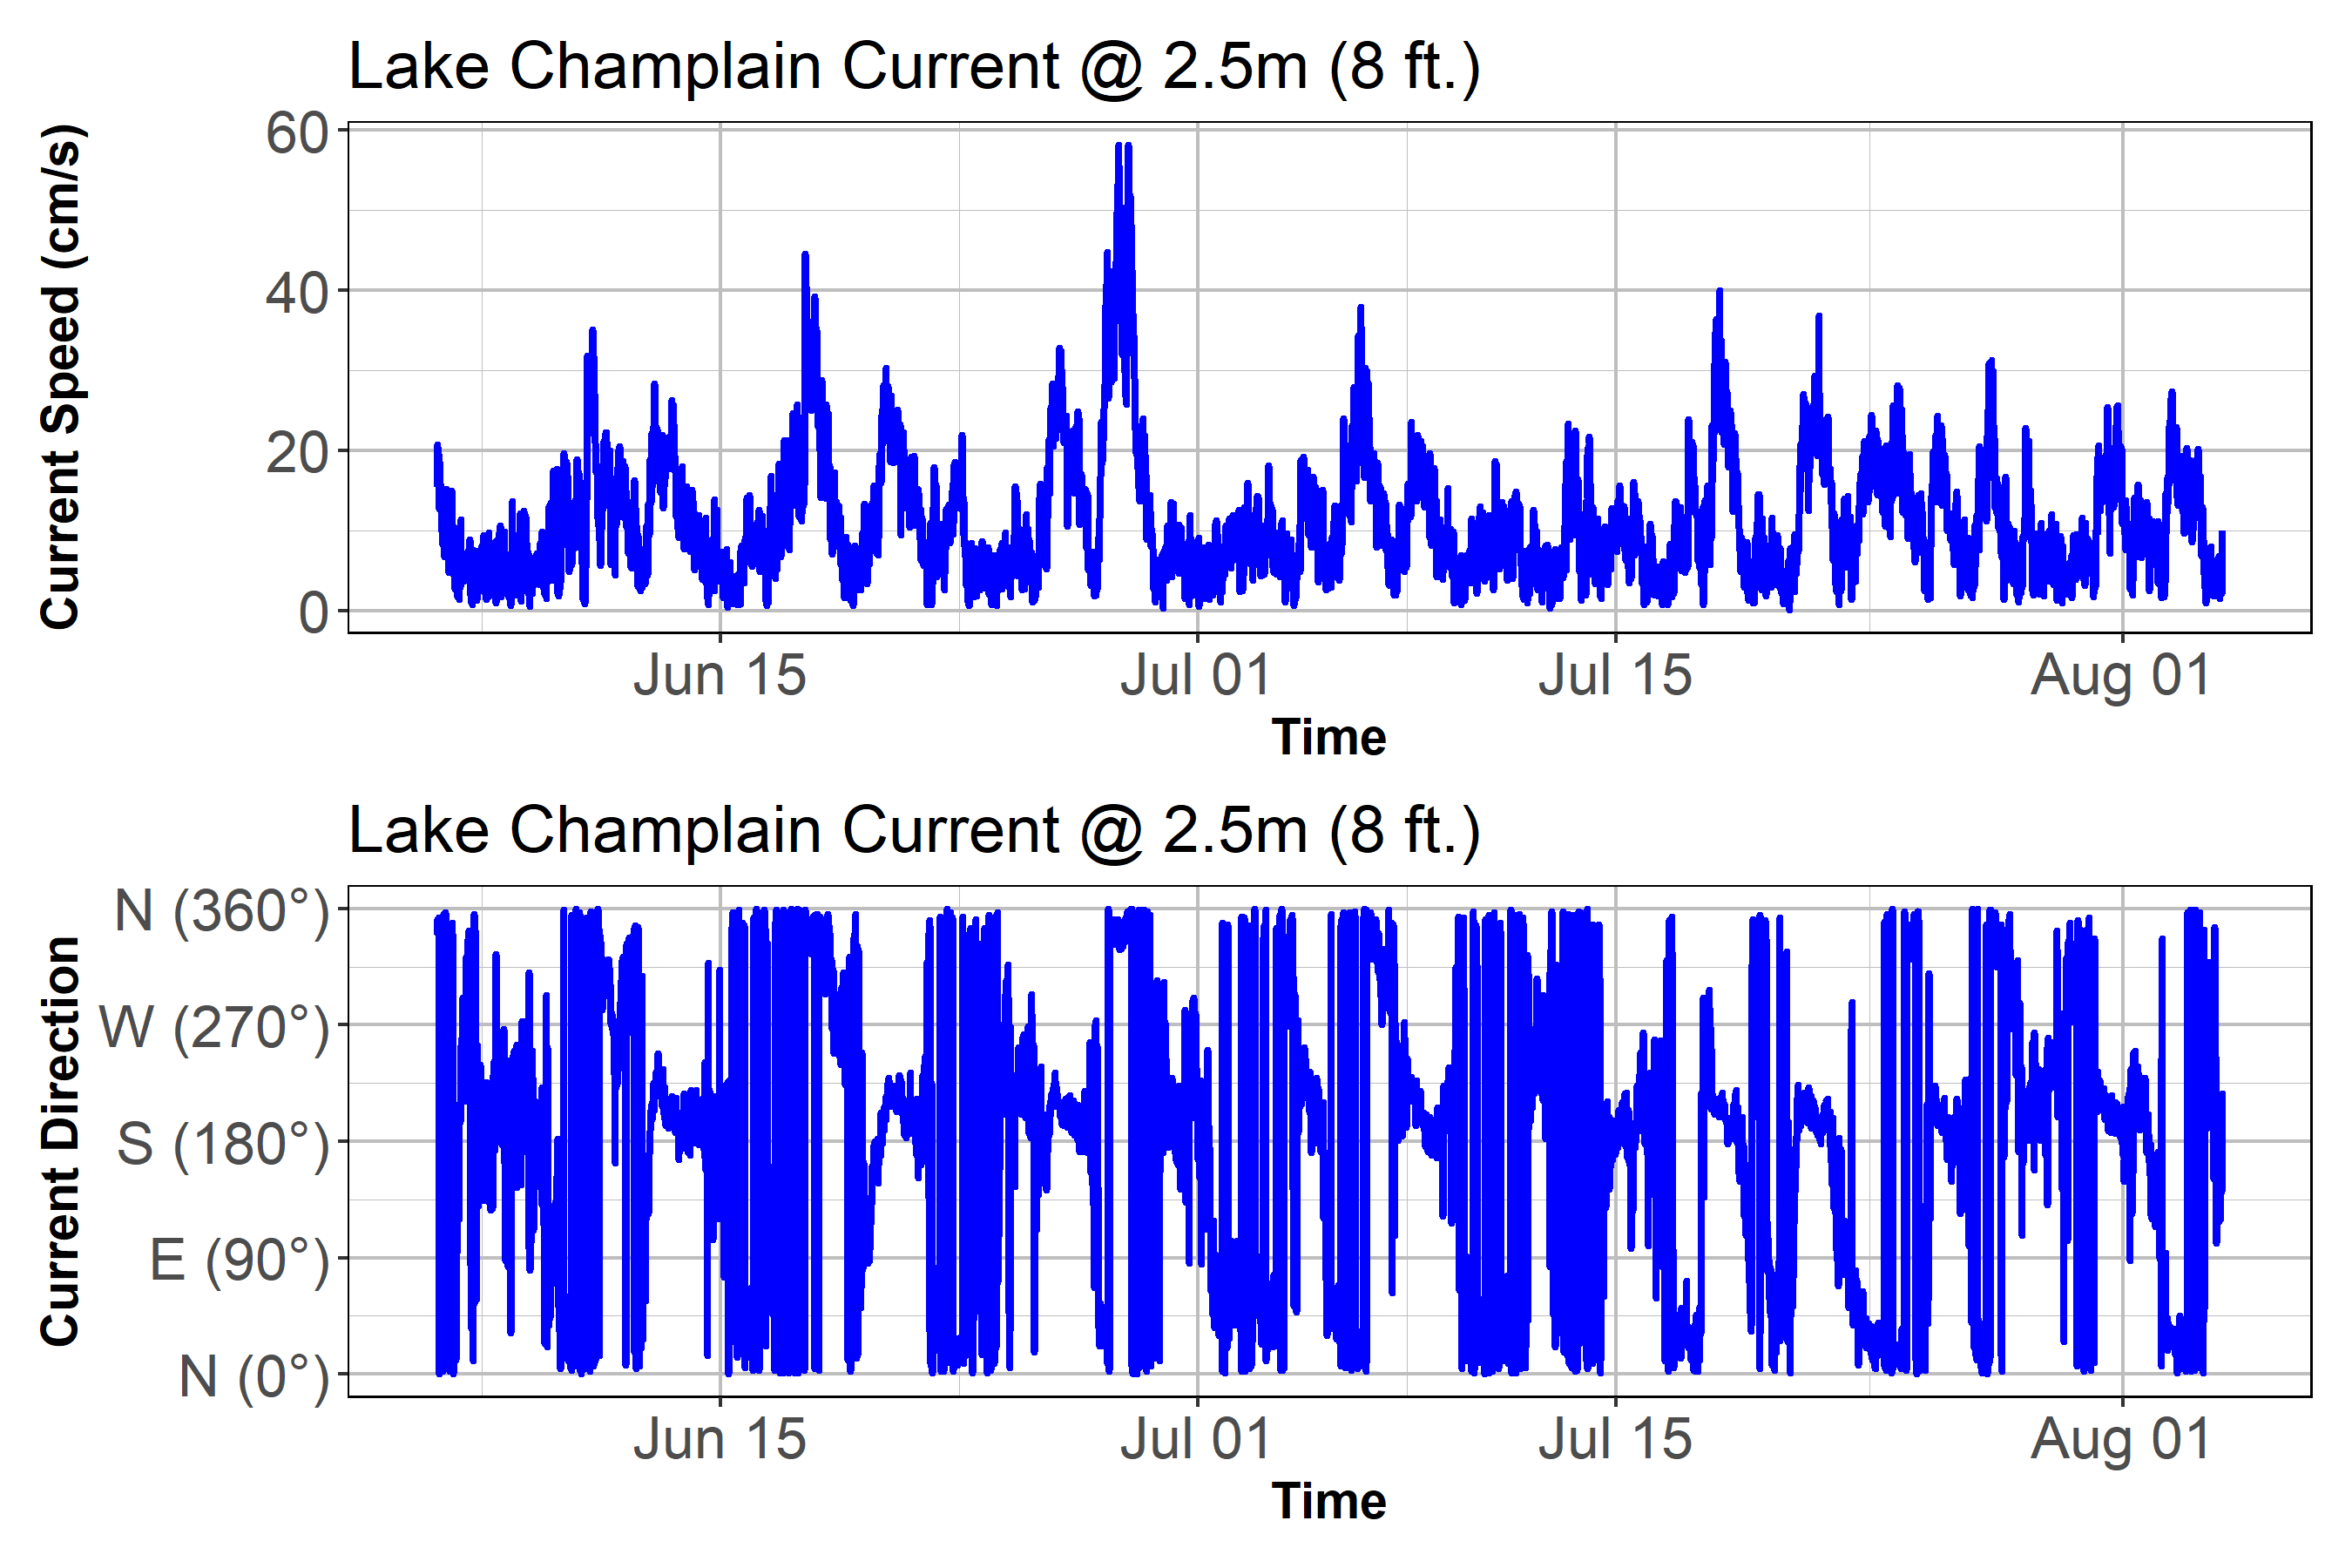 Lake Champlain Current @ 2.5m (8 ft.)
Current Speed (cm/s)
60
40
20
0
Jun 15 Jul 01 Jul 15 Aug 01
Time
Lake Champlain Current @ 2.5m (8 ft.)
Current Direction
N (360°)
W (270°)
S (180°)
E (90°)
N (0°)
Jun 15 Jul 01 Jul 15 Aug 01
Time